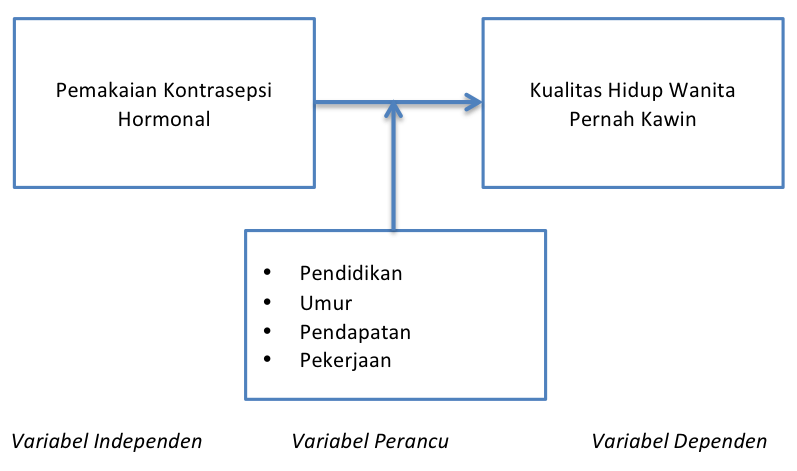 Pemakaian Kontrasepsi
Hormonal
Kualitas Hidup Wanita
Pernah Kawin
• Pendidikan
• Umur
• Pendapatan
• Pekerjaan
Variabel Independen
Variabel Perancu
Variabel Dependen